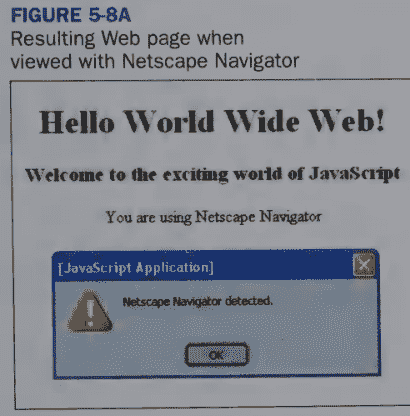 FIGURE 5-8A
Resulting Web page when
viewed with Netscape Navigator
Hello World Wide Web!
Welcome to the exciting world of JavaScript
You are using Netscape Navigator
[JavaScript Application]
Netscape Navigator detected.
OK